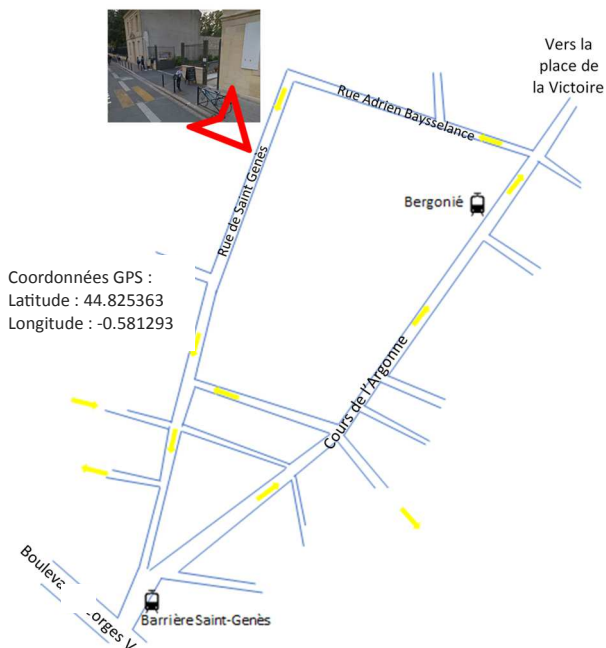 Vers la
place de
la Victoire
Rue Adrien Baysselance
Rue de Saint Genès
Bergonié
Coordonnées GPS :
Latitude : 44.825363
Longitude : -0.581293
Cours de l'Argonne
Barrière Saint-Genès